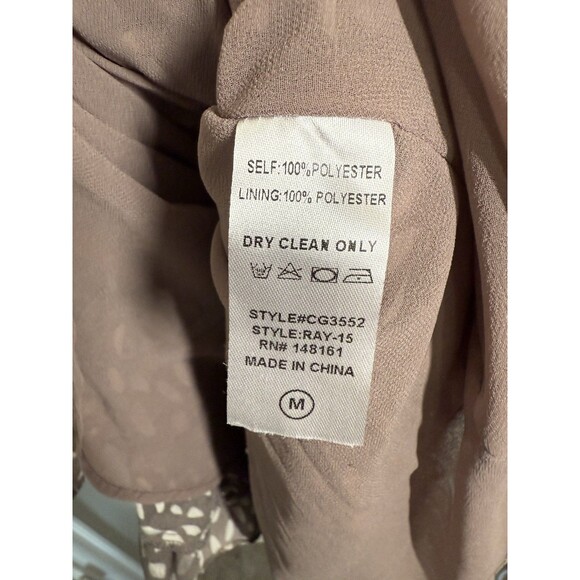 SELF:100%POLYESTER
LINING:100% POLYESTER
DRY CLEAN ONLY
STYLE#CG3552
STYLE:RAY-15
RN# 148161
MADE IN CHINA
M